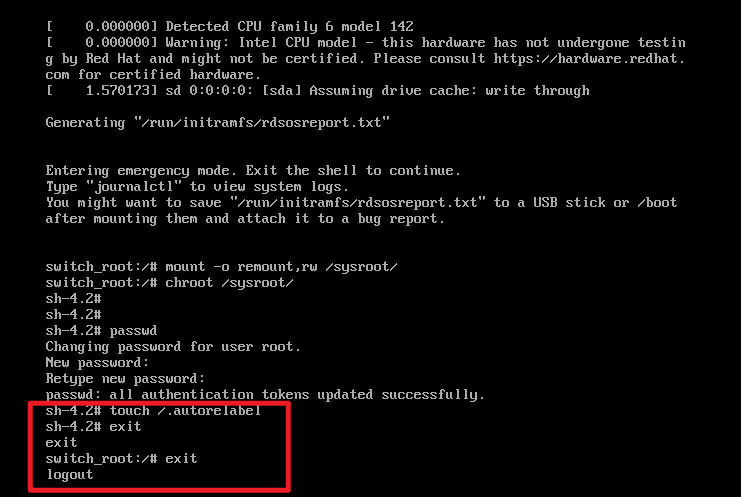 [    0.000000] Detected CPU family 6 model 142
[    0.000000] Warning: Intel CPU model - this hardware has not undergone testin
g by Red Hat and might not be certified. Please consult https://hardware.redhat.
com for certified hardware.
[    1.570173] sd 0:0:0:0: [sda] Assuming drive cache: write through
Generating "/run/initramfs/rdsosreport.txt"
Entering emergency mode. Exit the shell to continue.
Type "journalctl" to view system logs.
You might want to save "/run/initramfs/rdsosreport.txt" to a USB stick or /boot
after mounting them and attach it to a bug report.
switch_root:/# mount -o remount,rw /sysroot/
switch_root:/# chroot /sysroot/
sh-4.2#
sh-4.2#
sh-4.2# passwd
Changing password for user root.
New password:
Retype new password:
passwd: all authentication tokens updated successfully.
sh-4.2# touch /.autorelabel
sh-4.2# exit
exit
switch_root:/# exit
logout